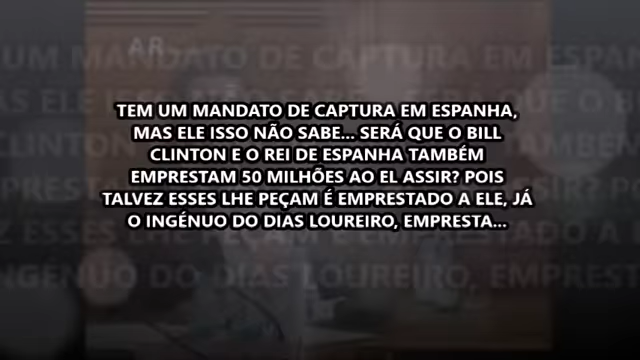 AR
TEM UM MANDATO DE CAPTURA EM ESPANHA,
MAS ELE ISSO NÃO SABE... SERÁ QUE O BILL
CLINTON E O REI DE ESPANHA TAMBÉM
EMPRESTAM 50 MILHÕES AO EL ASSIR? POIS
TALVEZ ESSES LHE PEÇAM É EMPRESTADO A ELE, JÁ
O INGÉNUO DO DIAS LOUREIRO, EMPRESTA...